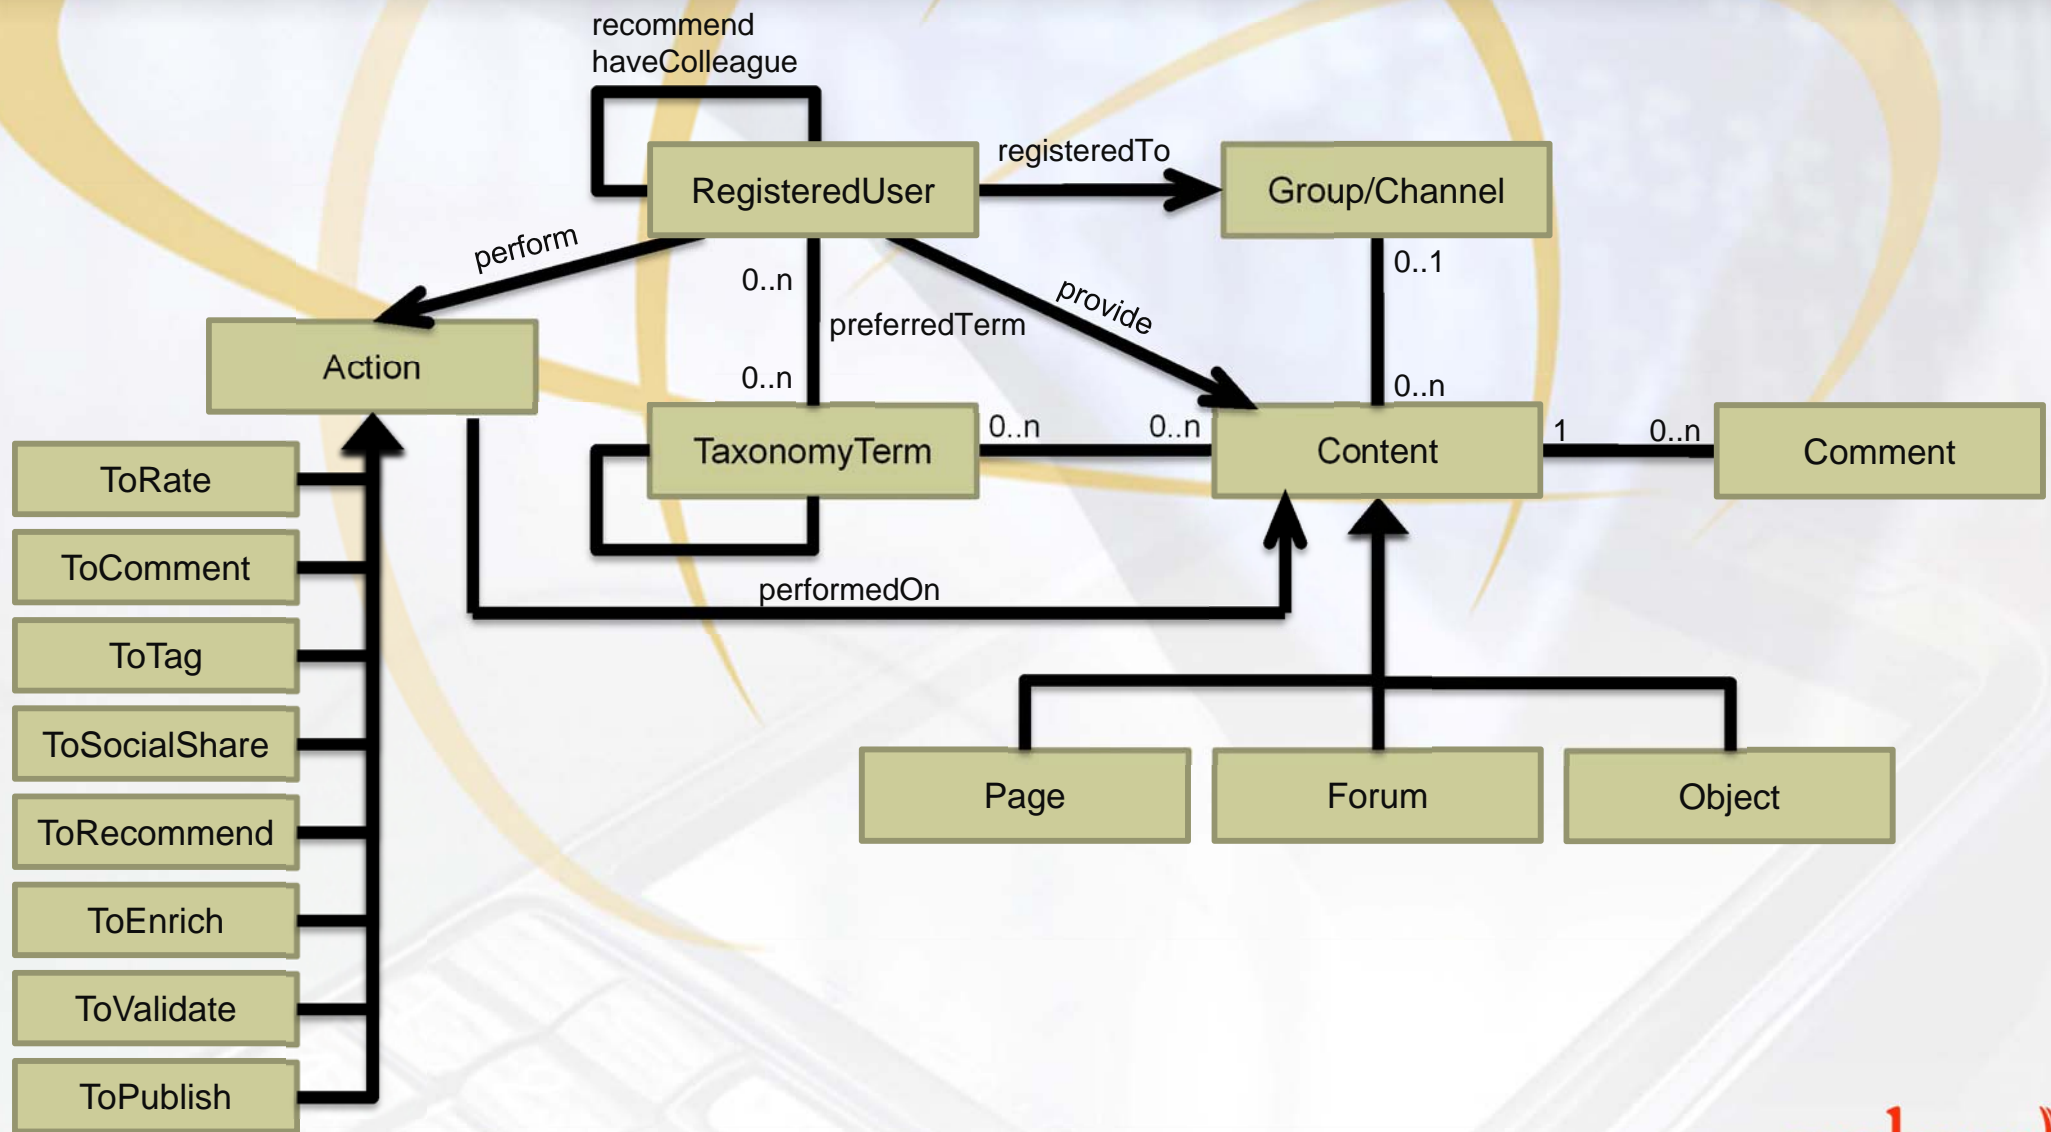 recommend
haveColleague
registeredTo
RegisteredUser
Group/Channel
perform
0..n
0..1
provide
preferredTerm
Action
0..n
0..n
TaxonomyTerm
0..n
0..n
Content
1
0..n
Comment
ToRate
ToComment
performedOn
ToTag
ToSocialShare
Page
Forum
Object
ToRecommend
ToEnrich
ToValidate
ToPublish